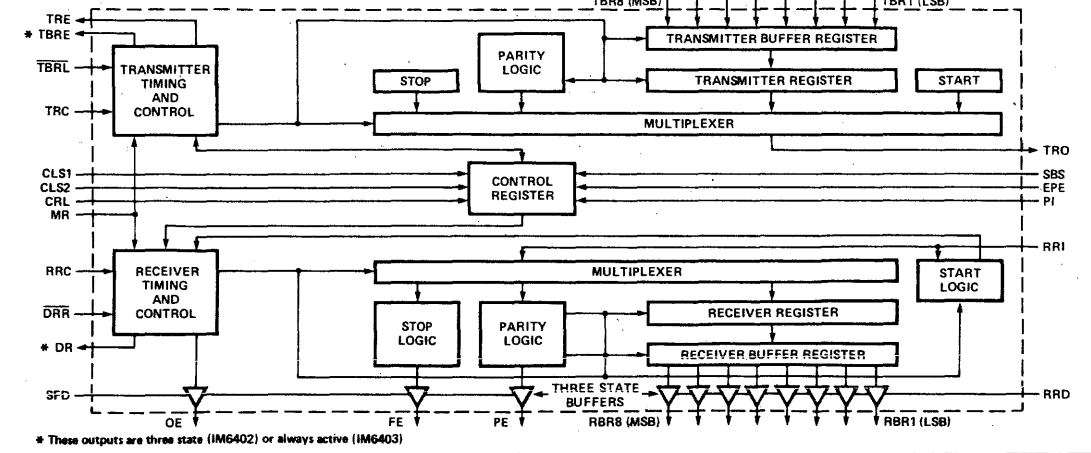 TBR8 (MSB) TBR1 (LSB)
TRE
* TBRE
TBRL
TRC
TRANSMITTER
TIMING
AND
CONTROL
STOP
PARITY
LOGIC
TRANSMITTER BUFFER REGISTER
TRANSMITTER REGISTER
START
MULTIPLEXER
TRO
CLS1
CLS2
CRL
MR
CONTROL
REGISTER
SBS
EPE
PI
RRI
RRC
DRR
* DR
RECEIVER
TIMING
AND
CONTROL
MULTIPLEXER
START
LOGIC
STOP
LOGIC
PARITY
LOGIC
RECEIVER REGISTER
RECEIVER BUFFER REGISTER
SFD
THREE STATE
BUFFERS
RRD
OE
FE
PE
RBR8 (MSB)
RBR1 (LSB)
* These outputs are three state (IM6402) or always active (IM6403)